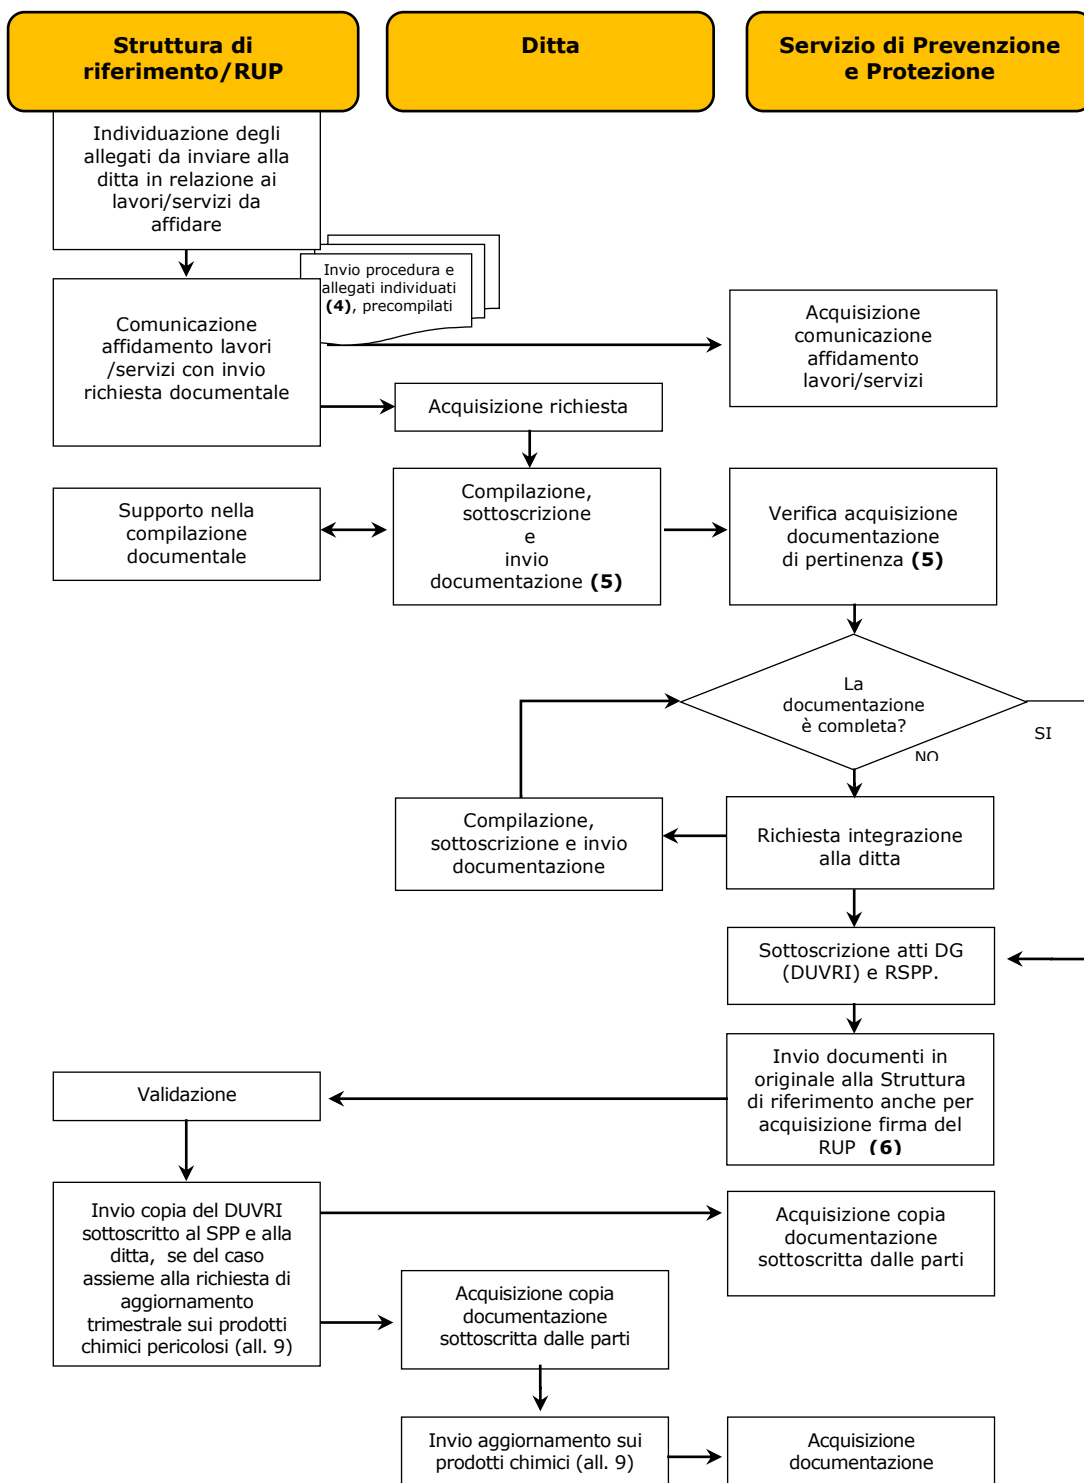 Struttura di
riferimento/RUP
Ditta
Servizio di Prevenzione
e Protezione
Individuazione degli
allegati da inviare alla
ditta in relazione ai
lavori/servizi da
affidare
Invio procedura e
allegati individuati
(4), precompilati
Comunicazione
affidamento lavori
/servizi con invio
richiesta documentale
Acquisizione
comunicazione
affidamento
lavori/servizi
Acquisizione richiesta
Supporto nella
compilazione
documentale
Compilazione,
sottoscrizione
e
invio
documentazione (5)
Verifica acquisizione
documentazione
di pertinenza (5)
La
documentazione
è completa?
SI
NO
Compilazione,
sottoscrizione e invio
documentazione
Richiesta integrazione
alla ditta
Sottoscrizione atti DG
(DUVRI) e RSPP.
Invio documenti in
originale alla Struttura
di riferimento anche per
acquisizione firma del
RUP (6)
Validazione
Invio copia del DUVRI
sottoscritto al SPP e alla
ditta, se del caso
assieme alla richiesta di
aggiornamento
trimestrale sui prodotti
chimici pericolosi (all. 9)
Acquisizione copia
documentazione
sottoscritta dalle parti
Acquisizione copia
documentazione
sottoscritta dalle parti
Invio aggiornamento sui
prodotti chimici (all. 9)
Acquisizione
documentazione